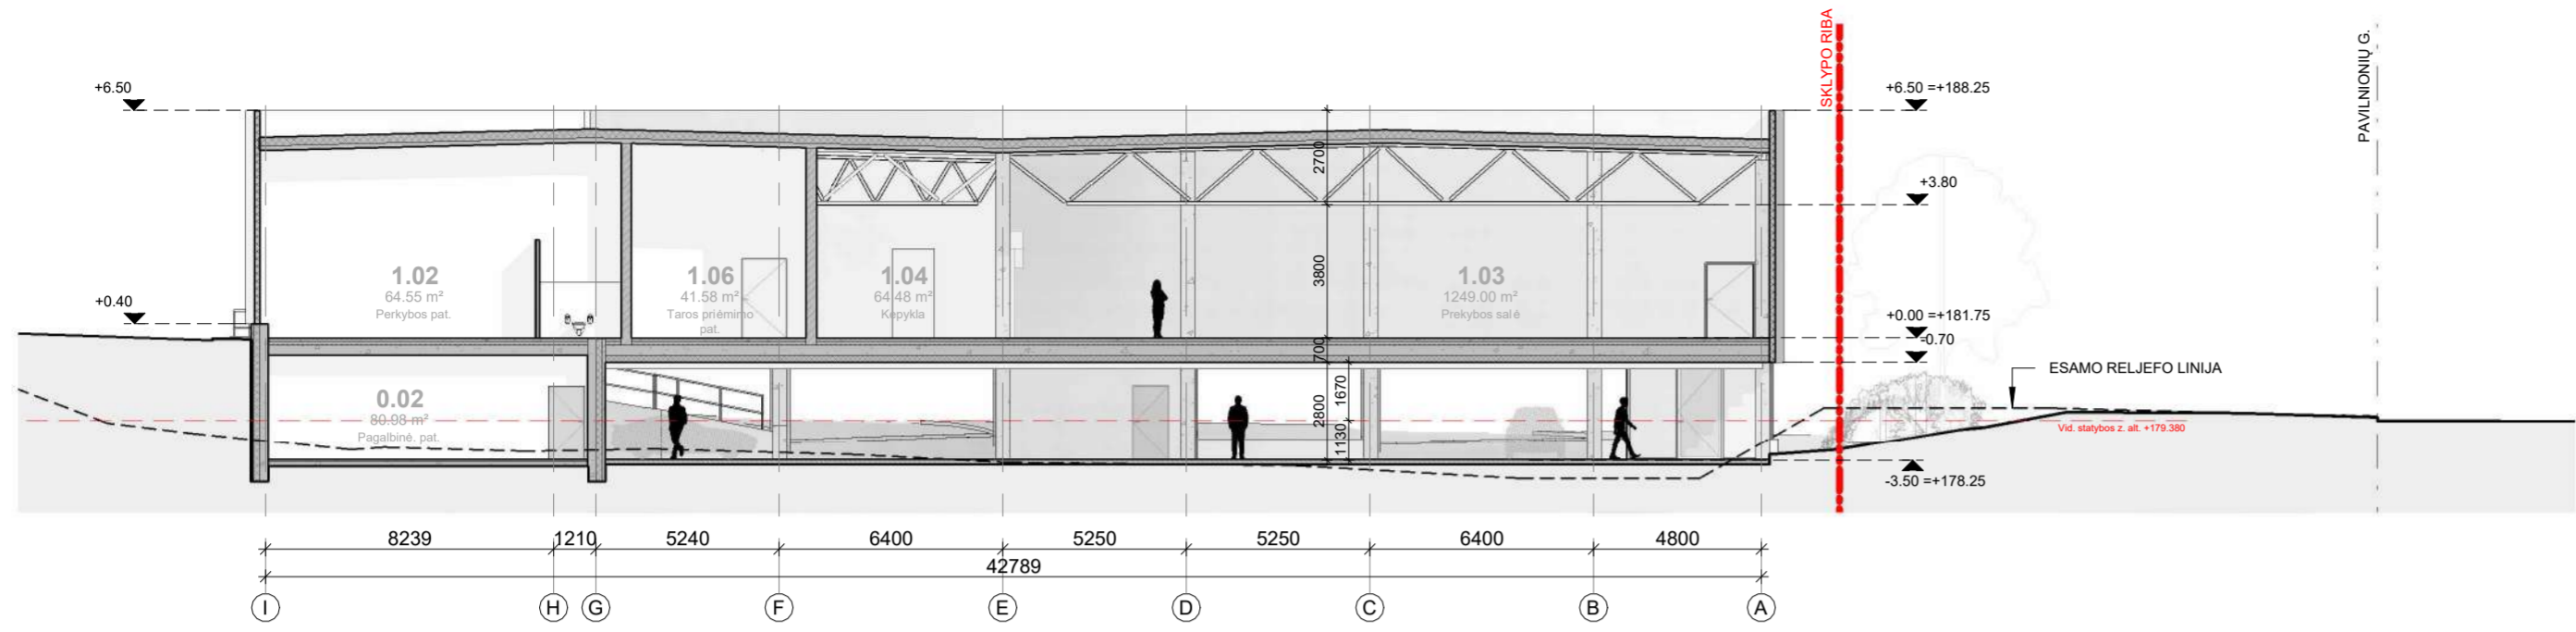 SKLYPO RIBA
PAVILNIONIŲ G.
+6.50
+6.50 =+188.25
2700
+3.80
3800
1.02
64.55 m²
Perkybos pat.
1.06
41.58 m²
Taros priėmimo
pat.
1.04
64.48 m²
Kepykla
1.03
1249.00 m²
Prekybos salė
+0.40
+0.00 =+181.75
-0.70
700
ESAMO RELJEFO LINIJA
0.02
80.98 m²
Pagalbinė. pat.
2800
1670
1130
Vid. statybos z. alt. +179.380
-3.50 =+178.25
8239
1210
5240
6400
5250
5250
6400
4800
42789
I
H
G
F
E
D
C
B
A